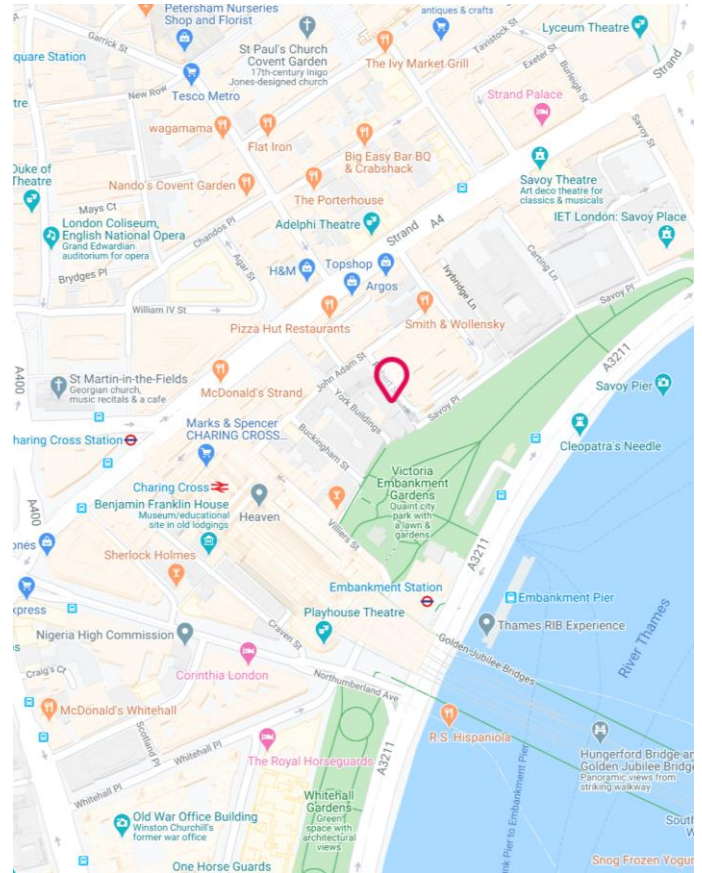 Petersham Nurseries
Shop and Florist
antiques & crafts
Garrick St
St Paul's Church
Covent Garden
17th-century Inigo
Jones-designed church
Tavistock St
Lyceum Theatre
quare Station
The Ivy Market Grill
Exeter St
Burleigh St
Strand
New Row
Tesco Metro
Strand Palace
tre
wagamama
Flat Iron
Big Easy Bar BQ
& Crabshack
Savoy St
Duke of
Theatre
Nando's Covent Garden
The Porterhouse
Savoy Theatre
Art deco theatre for
classics & musicals
Mays Ct
Chandos Pl
Adelphi Theatre
IET London: Savoy Place
London Coliseum,
English National Opera
Grand Edwardian
auditorium for opera
Strand
A4
Agar St
Carting Ln
Brydges Pl
H&M
Topshop
Argos
Ivybridge Ln
Savoy Pl
William IV St
Pizza Hut Restaurants
Smith & Wollensky
A3211
John Adam St
St Martin-in-the-Fields
Georgian church,
music recitals & a cafe
A400
McDonald's Strand
York Buildings
Savoy Pl
Savoy Pier
Marks & Spencer
CHARING CROSS...
Buckingham St
haring Cross Station
Cleopatra's Needle
Charing Cross
Victoria
Embankment
Gardens
Quaint city
park with
a lawn &
gardens
A400
Benjamin Franklin House
Museum/educational
site in old lodgings
Heaven
Villiers St
ones
Sherlock Holmes
A3211
Embankment Station
Embankment Pier
xpress
Playhouse Theatre
Thames RIB Experience
Nigeria High Commission
Craven St
Golden Jubilee Bridges
River Thames
Craig's Ct
Corinthia London
Northumberland Ave
McDonald's Whitehall
R.S. Hispaniola
Scotland Pl
Whitehall Pl
The Royal Horseguards
A3211
Hungerford Bridge an
Golden Jubilee Bridg
Panoramic views from
striking walkway
Whitehall Pl
Whitehall
Gardens
Green
space with
architectural
views
Old War Office Building
Winston Churchill's
former war office
South
W
nk Pier to Embankment Pier
One Horse Guards
Snog Frozen Yogur